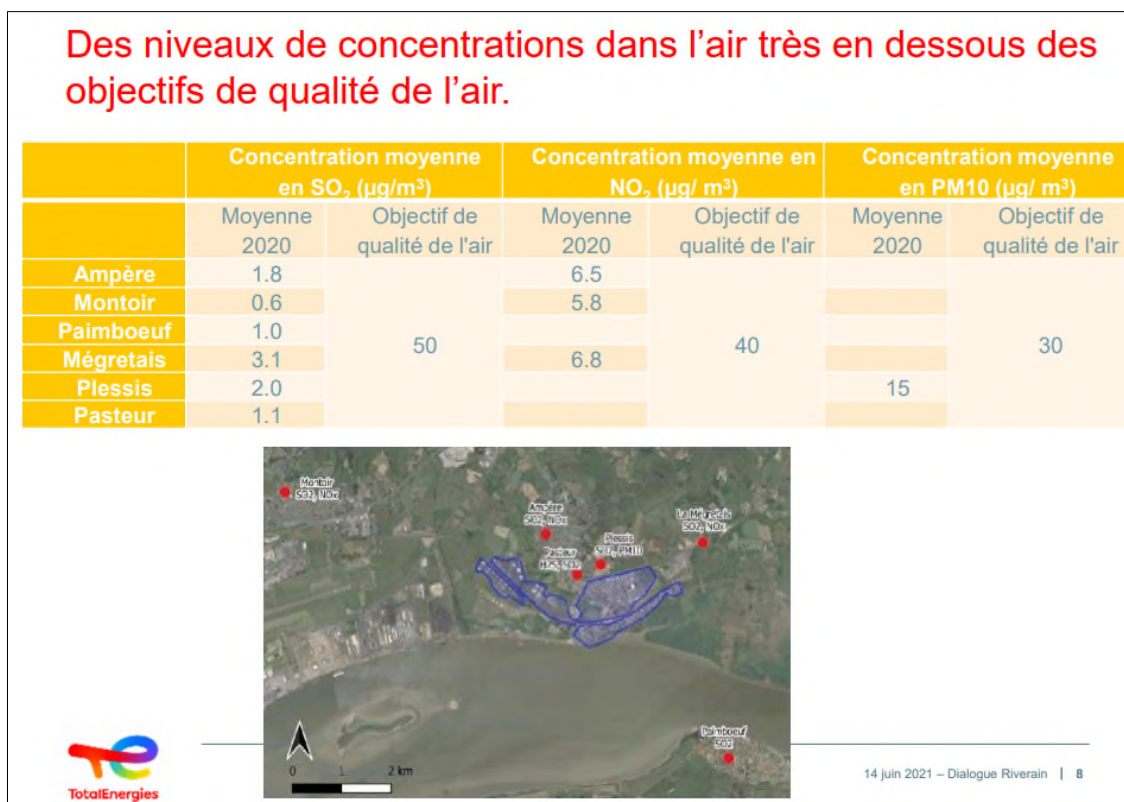 Des niveaux de concentrations dans l'air très en dessous des
objectifs de qualité de l'air.
Concentration moyenne en SO₂ (µg/m³) Concentration moyenne en NO₂ (µg/ m³) Concentration moyenne en PM10 (µg/ m³)
Moyenne 2020 Objectif de qualité de l'air Moyenne 2020 Objectif de qualité de l'air Moyenne 2020 Objectif de qualité de l'air
Ampère 1.8 6.5
Montoir 0.6 5.8
Paimboeuf 1.0
50 40 30
Mégretais 3.1 6.8
Plessis 2.0 15
Pasteur 1.1
Montoir
SO2, NOx
Ampère
SO2, NOx
La Mégretais
SO2, NOx
Plessis
SO2, PM10
Pasteur
H2S, SO2
Paimboeuf
SO2
0 1 2 km
TotalEnergies
14 juin 2021 – Dialogue Riverain | 8